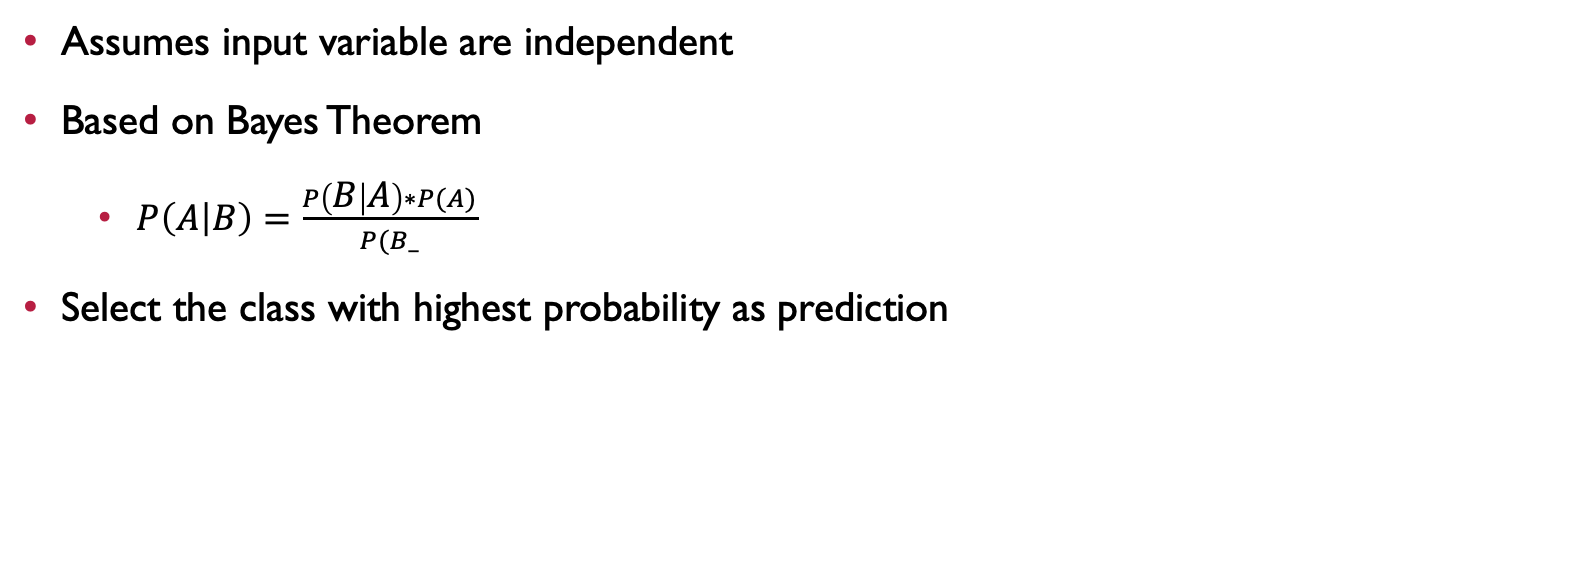 • Assumes input variable are independent
• Based on Bayes Theorem
• P(A|B) = P(B|A)*P(A) / P(B_
• Select the class with highest probability as prediction